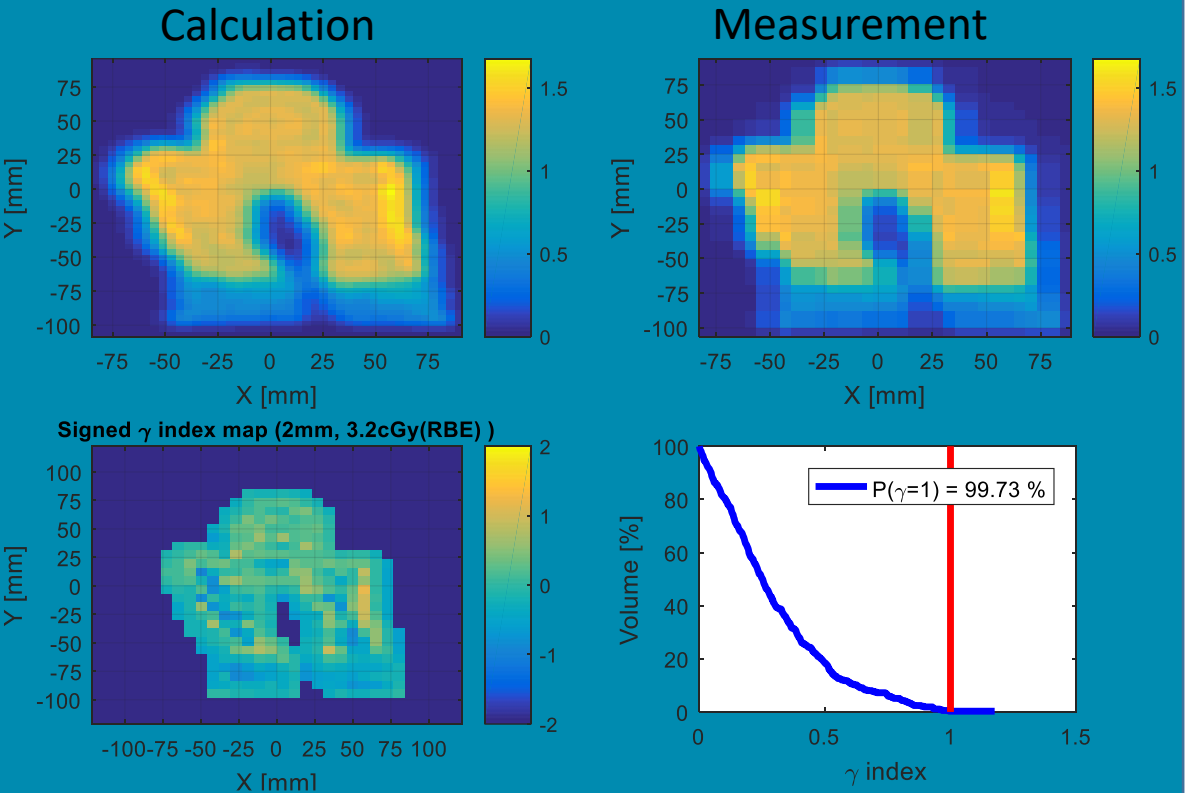 Calculation
Measurement
75
50
25
0
-25
-50
-75
-100
Y [mm]
-75 -50 -25 0 25 50 75
X [mm]
1.5
1
0.5
0
75
50
25
0
-25
-50
-75
-100
Y [mm]
-75 -50 -25 0 25 50 75
X [mm]
1.5
1
0.5
0
Signed γ index map (2mm, 3.2cGy(RBE) )
100
75
50
25
0
-25
-50
-75
-100
Y [mm]
-100 -75 -50 -25 0 25 50 75 100
X [mm]
2
1
0
-1
-2
100
80
60
40
20
0
Volume [%]
P(γ=1) = 99.73 %
0 0.5 1 1.5
γ index